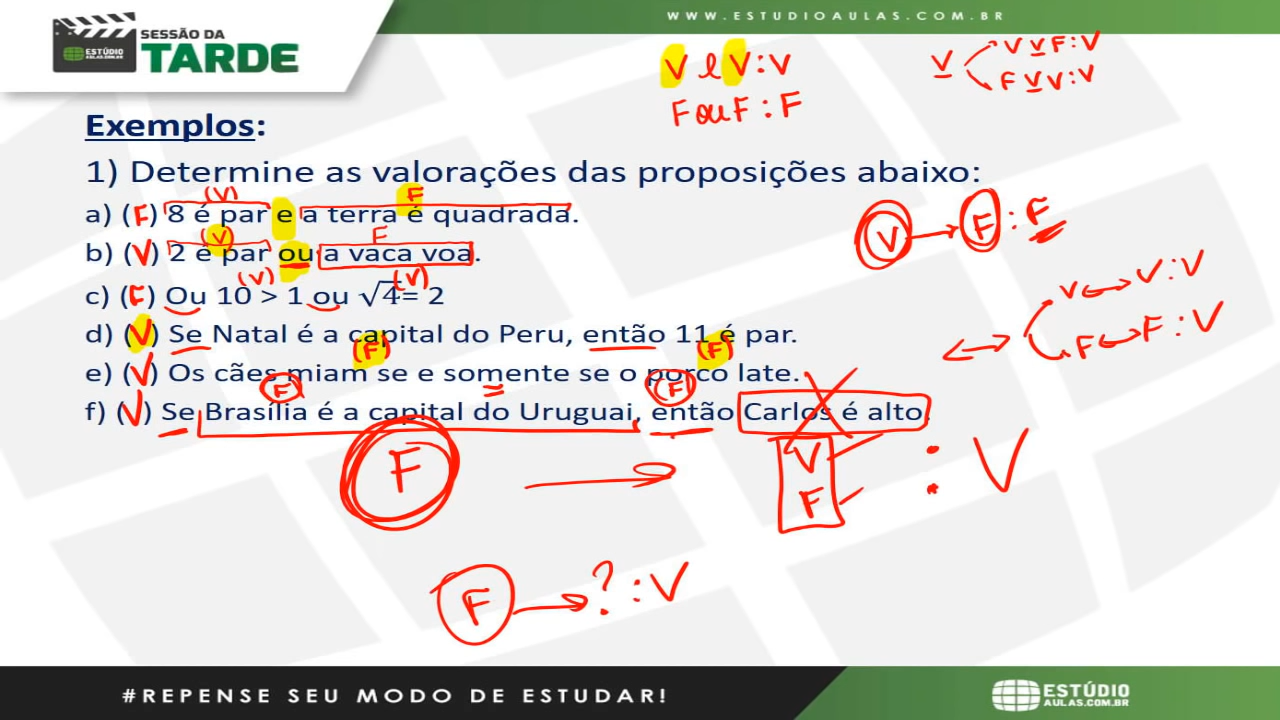 WWW.ESTUDIOAULAS.COM.BR
SESSÃO DA
TARDE
ESTÚDIO
AULAS.COM.BR
V e V : V
F ou F : F
V V V F : V
F V V : V
Exemplos:
1) Determine as valorações das proposições abaixo:
(V) F
a) (F) 8 é par e a terra é quadrada.
(V) F
b) (V) 2 é par ou a vaca voa.
(V) (V)
c) (F) Ou 10 > 1 ou √4= 2
d) (V) Se Natal é a capital do Peru, então 11 é par.
(F) (F)
e) (V) Os cães miam se e somente se o porco late.
(F) = (F)
f) (V) Se Brasília é a capital do Uruguai, então Carlos é alto.
V → F : F
V ↔ V : V
↔ F ↔ F : V
F → V : V
F
F → ? : V
#REPENSE SEU MODO DE ESTUDAR!
ESTÚDIO
AULAS.COM.BR